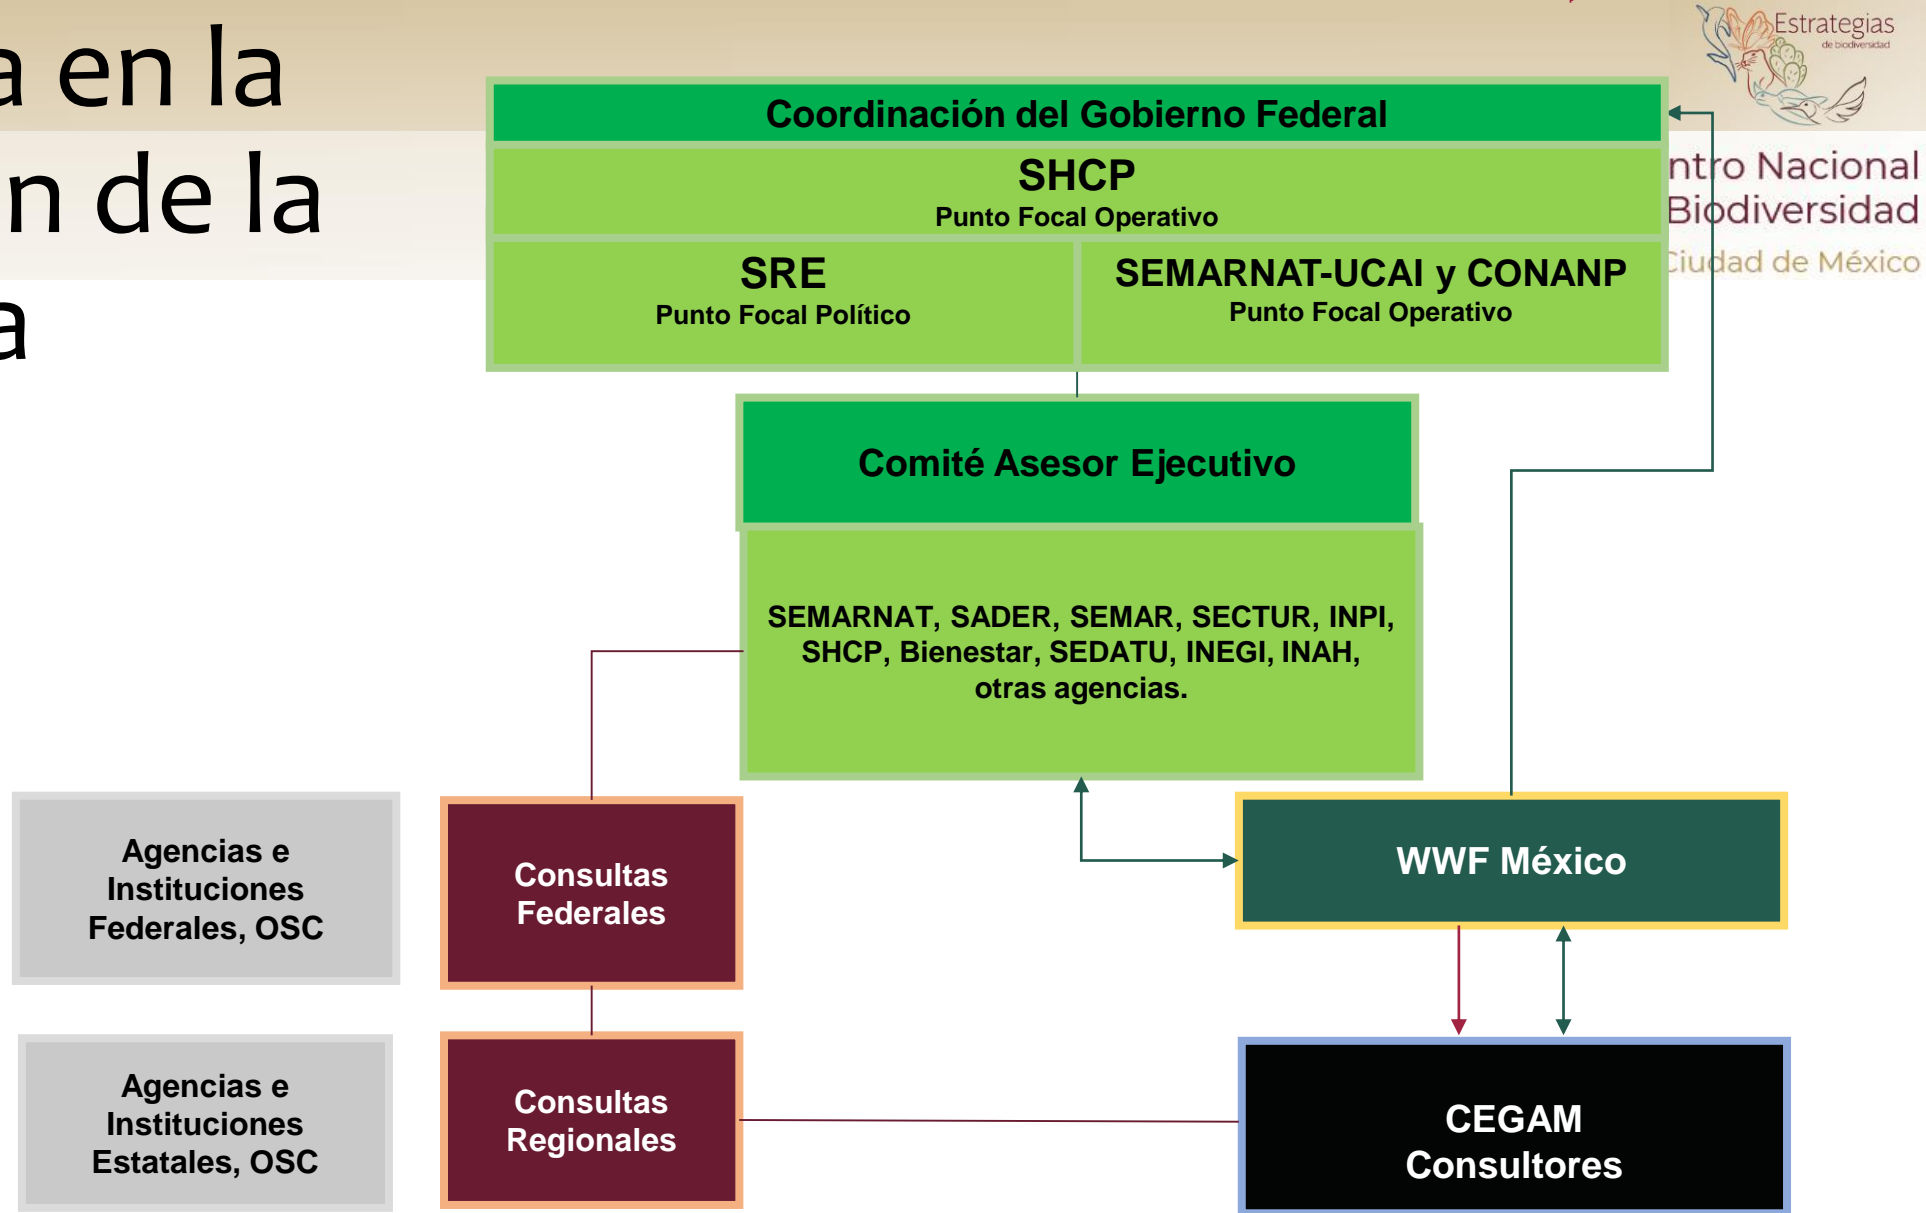 a en la
n de la
a
Estrategias
de biodiversidad
ntro Nacional
Biodiversidad
Ciudad de México
Coordinación del Gobierno Federal
SHCP
Punto Focal Operativo
SRE
Punto Focal Político
SEMARNAT-UCAI y CONANP
Punto Focal Operativo
Comité Asesor Ejecutivo
SEMARNAT, SADER, SEMAR, SECTUR, INPI,
SHCP, Bienestar, SEDATU, INEGI, INAH,
otras agencias.
Agencias e
Instituciones
Federales, OSC
Consultas
Federales
WWF México
Agencias e
Instituciones
Estatales, OSC
Consultas
Regionales
CEGAM
Consultores